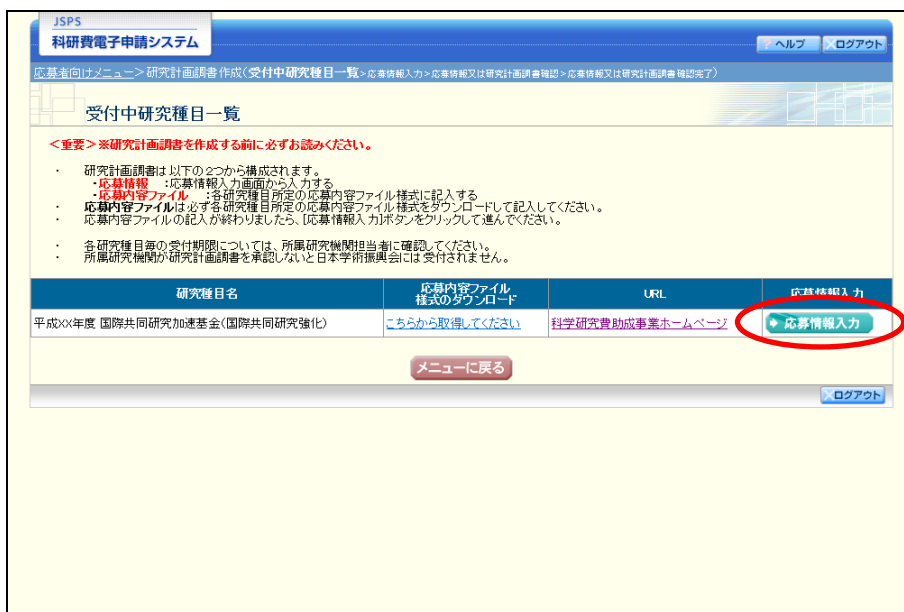 JSPS
科研費電子申請システム
? ヘルプ
ログアウト
応募者向けメニュー>研究計画調書作成(受付中研究種目一覧>応募情報入力>応募情報又は研究計画調書確認>応募情報又は研究計画調書確認完了)
受付中研究種目一覧
<重要>※研究計画調書を作成する前に必ずお読みください。
・ 研究計画調書は以下の2つから構成されます。
・応募情報 :応募情報入力画面から入力する
・応募内容ファイル :各研究種目所定の応募内容ファイル様式に記入する
・ 応募内容ファイルは必ず各研究種目所定の応募内容ファイル様式をダウンロードして記入してください。
・ 応募内容ファイルの記入が終わりましたら、[応募情報入力]ボタンをクリックして進んでください。
・ 各研究種目毎の受付期限については、所属研究機関担当者に確認してください。
・ 所属研究機関が研究計画調書を承認しないと日本学術振興会には受付されません。
研究種目名
応募内容ファイル
様式のダウンロード
URL
応募情報入力
平成XX年度 国際共同研究加速基金(国際共同研究強化)
こちらから取得してください
科学研究費助成事業ホームページ
応募情報入力
メニューに戻る
ログアウト